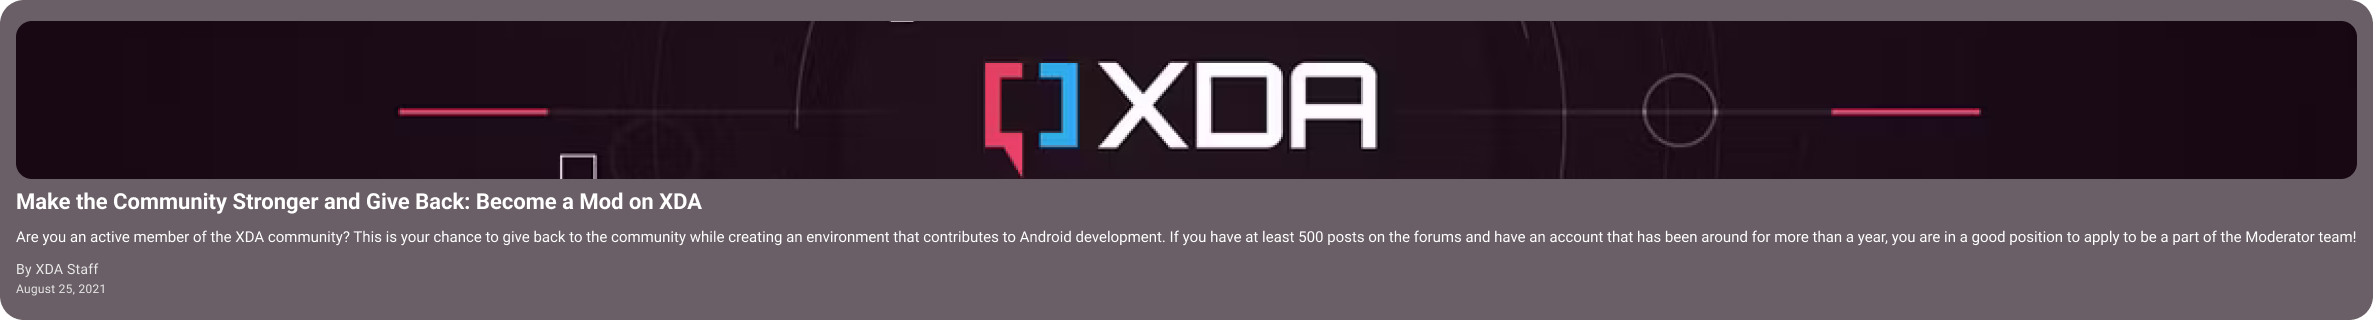 XDA
Make the Community Stronger and Give Back: Become a Mod on XDA
Are you an active member of the XDA community? This is your chance to give back to the community while creating an environment that contributes to Android development. If you have at least 500 posts on the forums and have an account that has been around for more than a year, you are in a good position to apply to be a part of the Moderator team!
By XDA Staff
August 25, 2021